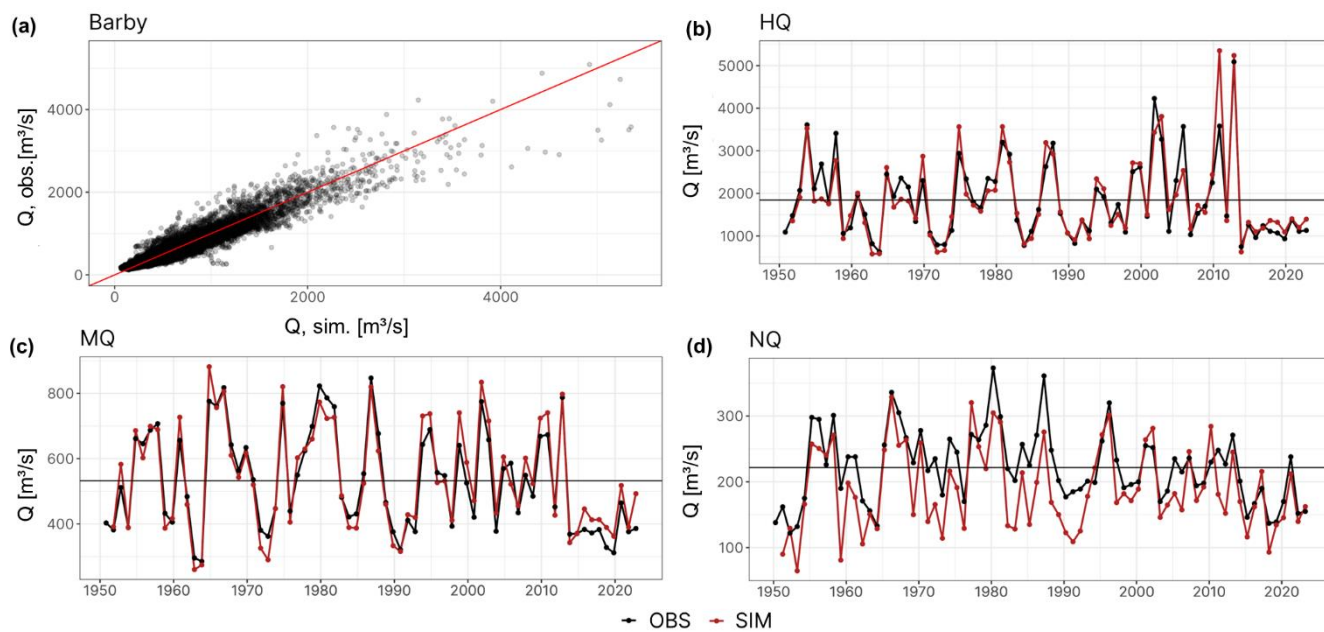 (a)
Barby
Q, obs.[m³/s]
4000
2000
0
0 2000 4000
Q, sim. [m³/s]
(b)
HQ
Q [m³/s]
5000
4000
3000
2000
1000
1950 1960 1970 1980 1990 2000 2010 2020
(c)
MQ
Q [m³/s]
800
600
400
1950 1960 1970 1980 1990 2000 2010 2020
(d)
NQ
Q [m³/s]
300
200
100
1950 1960 1970 1980 1990 2000 2010 2020
OBS SIM